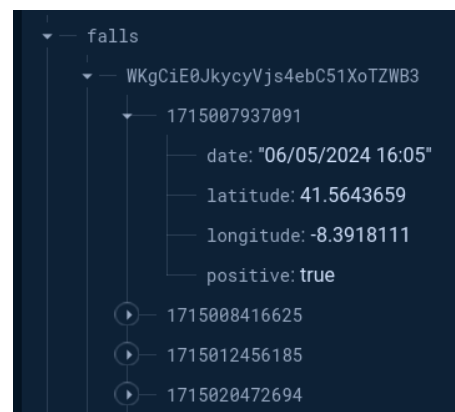 falls
WKgCiE0JkycyVjs4ebC51XoTZWB3
1715007937091
date: "06/05/2024 16:05"
latitude: 41.5643659
longitude: -8.3918111
positive: true
1715008416625
1715012456185
1715020472694